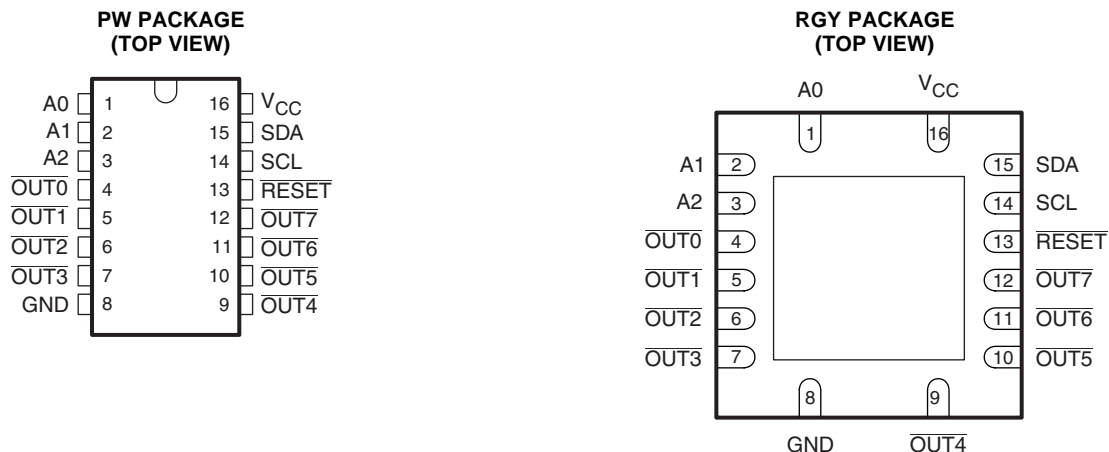 PW PACKAGE
(TOP VIEW)
A0 1 16 VCC
A1 2 15 SDA
A2 3 14 SCL
OUT0 4 13 RESET
OUT1 5 12 OUT7
OUT2 6 11 OUT6
OUT3 7 10 OUT5
GND 8 9 OUT4
RGY PACKAGE
(TOP VIEW)
A0 VCC
1 16
A1 2 15 SDA
A2 3 14 SCL
OUT0 4 13 RESET
OUT1 5 12 OUT7
OUT2 6 11 OUT6
OUT3 7 10 OUT5
8 9
GND OUT4